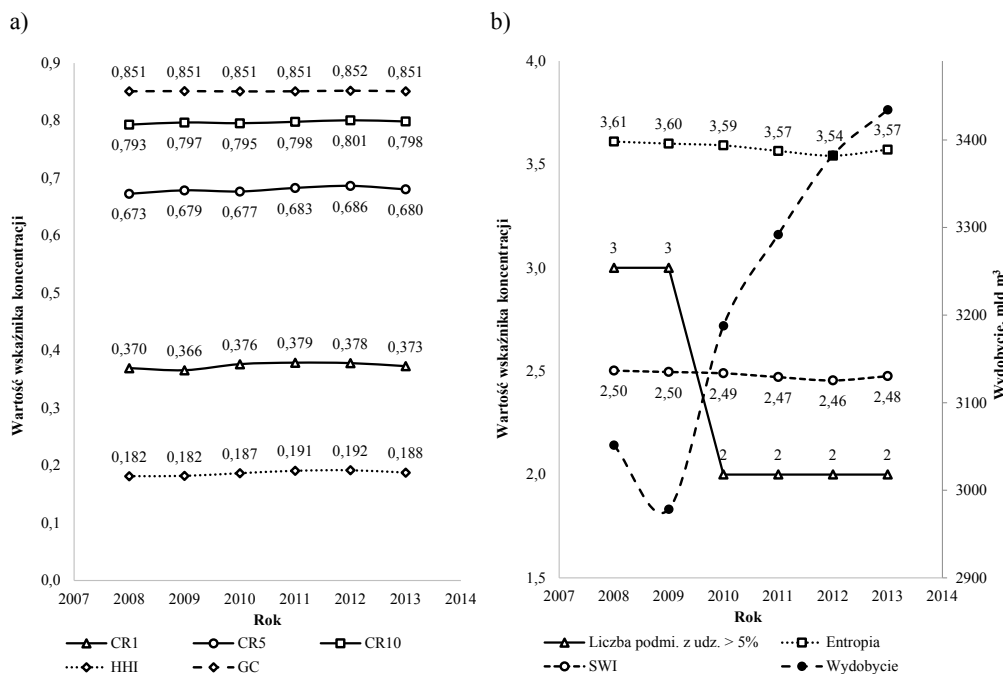 a)
0,9
0,8
0,7
0,6
0,5
0,4
0,3
0,2
0,1
0,0
Wartość wskaźnika koncentracji
0,851 0,851 0,851 0,851 0,852 0,851
0,793 0,797 0,795 0,798 0,801 0,798
0,673 0,679 0,677 0,683 0,686 0,680
0,370 0,366 0,376 0,379 0,378 0,373
0,182 0,182 0,187 0,191 0,192 0,188
2007 2008 2009 2010 2011 2012 2013 2014
Rok
CR1 CR5 CR10
HHI GC
b)
4,0
3,5
3,0
2,5
2,0
1,5
Wartość wskaźnika koncentracji
3,61 3,60 3,59 3,57 3,54 3,57
3 3
2,50 2,50 2,49 2,47 2,46 2,48
2 2 2 2
3400
3300
3200
3100
3000
2900
Wydobycie, mld m³
2007 2008 2009 2010 2011 2012 2013 2014
Rok
Liczba podmi. z udz. > 5% Entropia
SWI Wydobycie